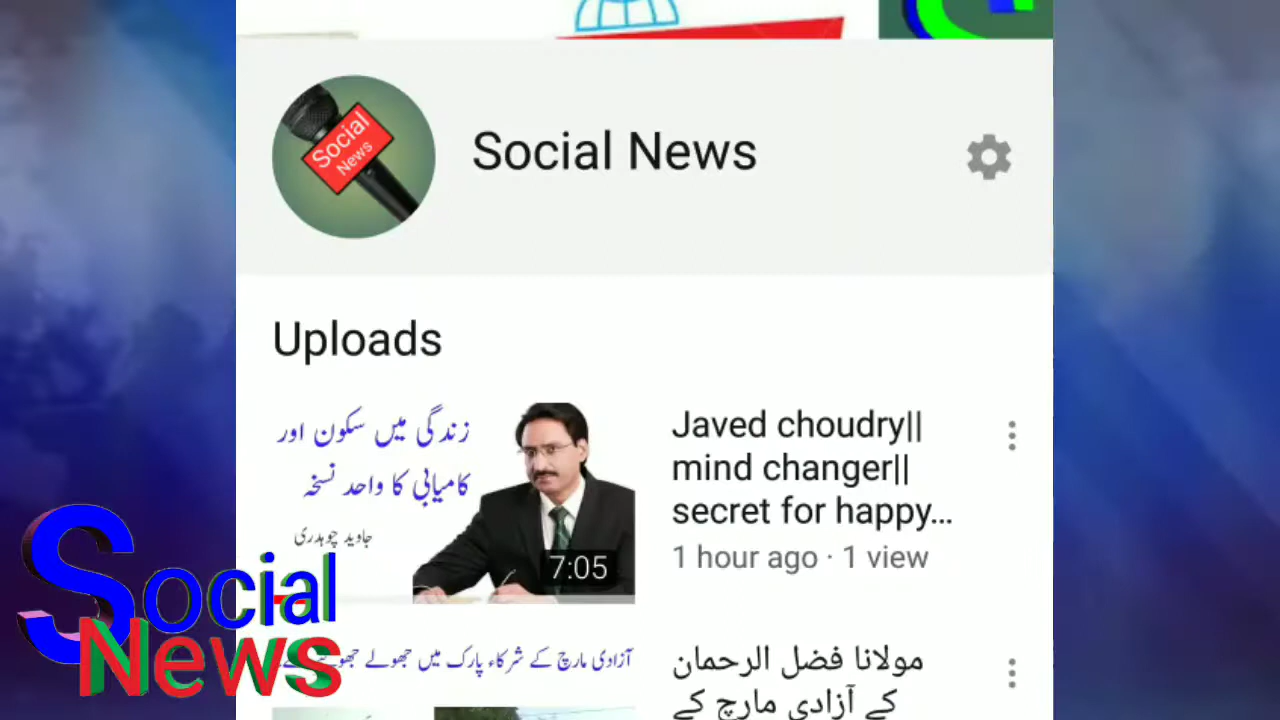 Social
News
Social News
Uploads
زندگی میں سکون اور
کامیابی کا واحد نسخہ
جاوید چوہدری
7:05
Javed choudry||
mind changer||
secret for happy...
1 hour ago · 1 view
آزادی مارچ کے شرکاء پارک میں جھولے
مولانا فضل الرحمان
کے آزادی مارچ کے
Social
News